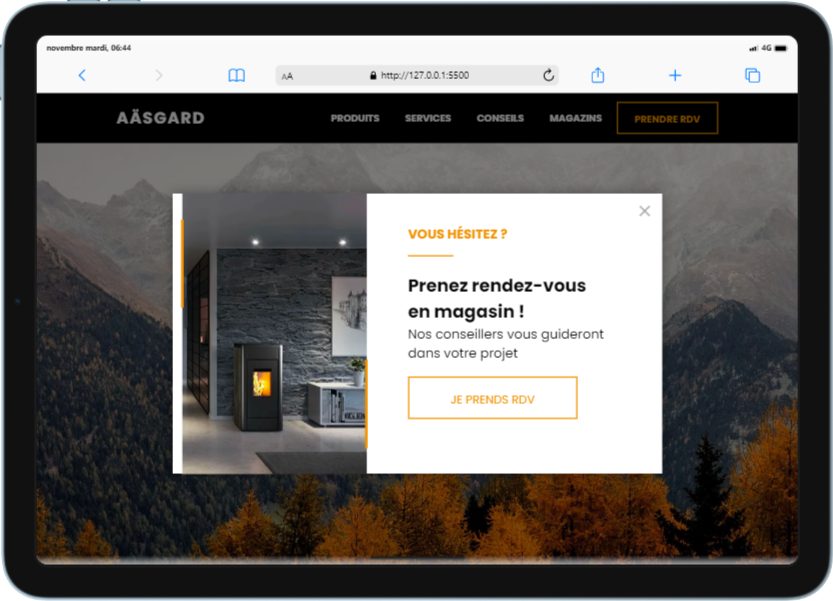 novembre mardi, 06:44
4G
AA
http://127.0.0.1:5500
AÄSGARD
PRODUITS SERVICES CONSEILS MAGAZINS PRENDRE RDV
VOUS HÉSITEZ ?
Prenez rendez-vous
en magasin !
Nos conseillers vous guideront
dans votre projet
JE PRENDS RDV